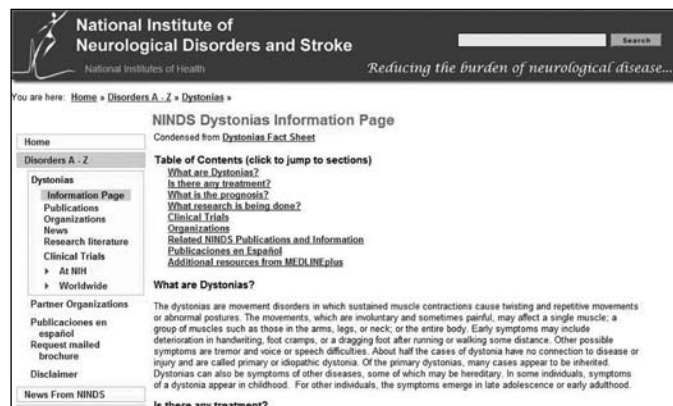 National Institute of
Neurological Disorders and Stroke
National Institutes of Health
Search
Reducing the burden of neurological disease...
You are here: Home » Disorders A - Z » Dystonias »
Home
Disorders A - Z
Dystonias
Information Page
Publications
Organizations
News
Research literature
Clinical Trials
At NIH
Worldwide
Partner Organizations
Publicaciones en
español
Request mailed
brochure
Disclaimer
News From NINDS
NINDS Dystonias Information Page
Condensed from Dystonias Fact Sheet
Table of Contents (click to jump to sections)
What are Dystonias?
Is there any treatment?
What is the prognosis?
What research is being done?
Clinical Trials
Organizations
Related NINDS Publications and Information
Publicaciones en Español
Additional resources from MEDLINEplus
What are Dystonias?
The dystonias are movement disorders in which sustained muscle contractions cause twisting and repetitive movements
or abnormal postures. The movements, which are involuntary and sometimes painful, may affect a single muscle; a
group of muscles such as those in the arms, legs, or neck; or the entire body. Early symptoms may include
deterioration in handwriting, foot cramps, or a dragging foot after running or walking some distance. Other possible
symptoms are tremor and voice or speech difficulties. About half the cases of dystonia have no connection to disease or
injury and are called primary or idiopathic dystonia. Of the primary dystonias, many cases appear to be inherited.
Dystonias can also be symptoms of other diseases, some of which may be hereditary. In some individuals, symptoms
of a dystonia appear in childhood. For other individuals, the symptoms emerge in late adolescence or early adulthood.
Is there any treatment?